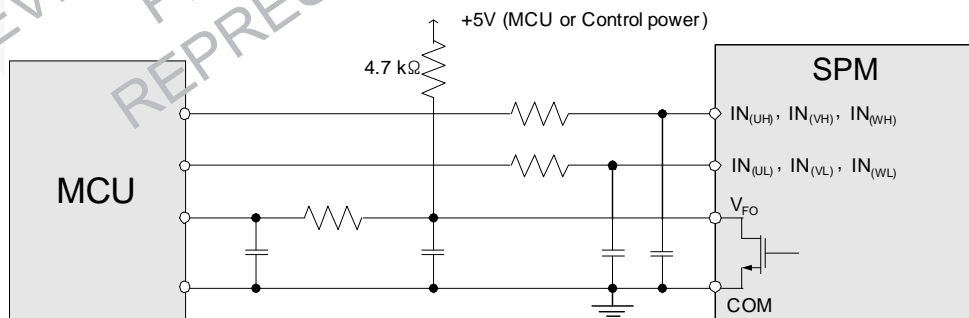 +5V (MCU or Control power)
4.7 kΩ
SPM
IN(UH), IN(VH), IN(WH)
IN(UL), IN(VL), IN(WL)
MCU
VFO
COM